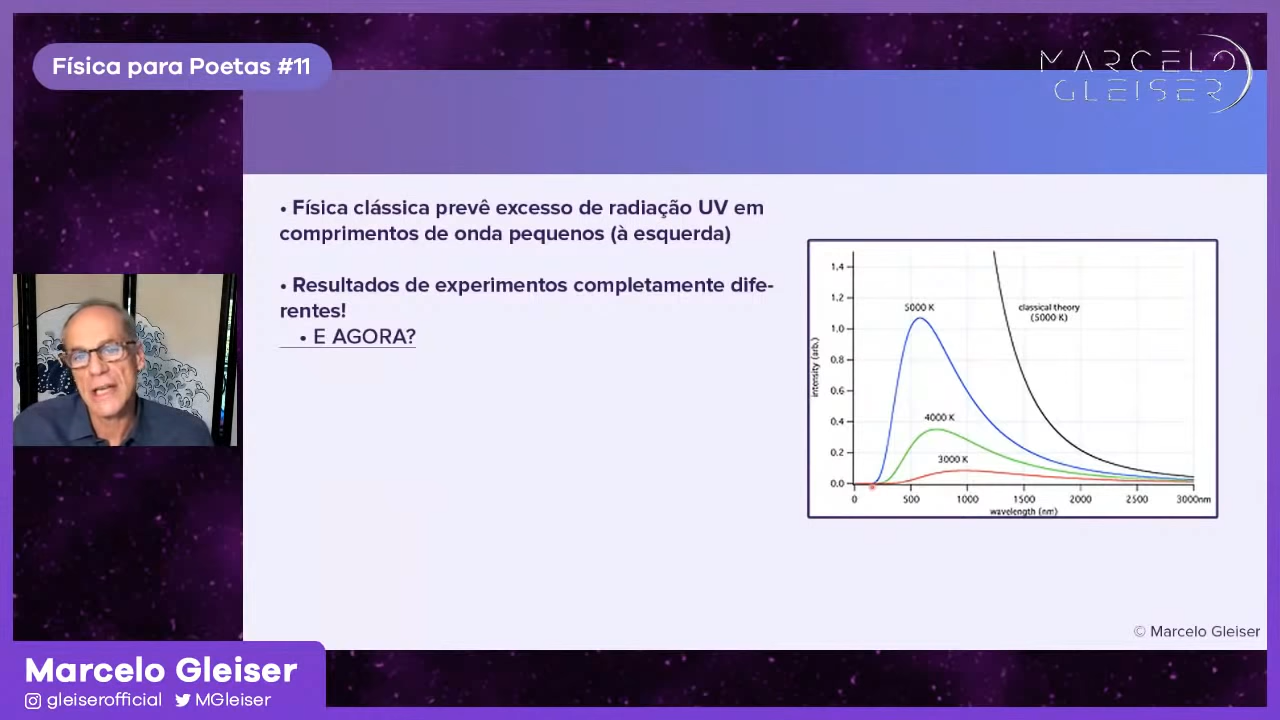 Física para Poetas #11
MARCELO
GLEISER
• Física clássica prevê excesso de radiação UV em
comprimentos de onda pequenos (à esquerda)
• Resultados de experimentos completamente dife-
rentes!
• E AGORA?
1,4
1.2
1,0
0.8
0.6
0.4
0.2
0.0
intensity (arb.)
5000 K
classical theory
(5000 K)
4000 K
3000 K
0 500 1000 1500 2000 2500 3000nm
wavelength (nm)
© Marcelo Gleiser
Marcelo Gleiser
gleiserofficial MGleiser